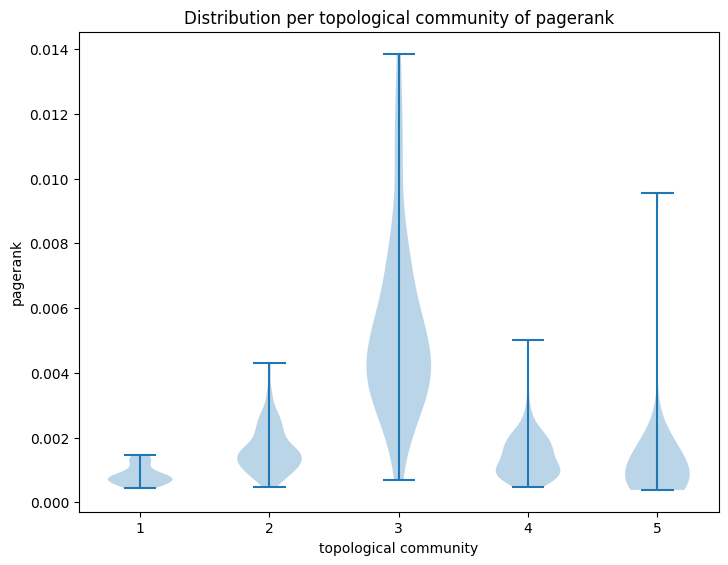 Distribution per topological community of pagerank
0.014
0.012
0.010
0.008
0.006
0.004
0.002
0.000
pagerank
1 2 3 4 5
topological community